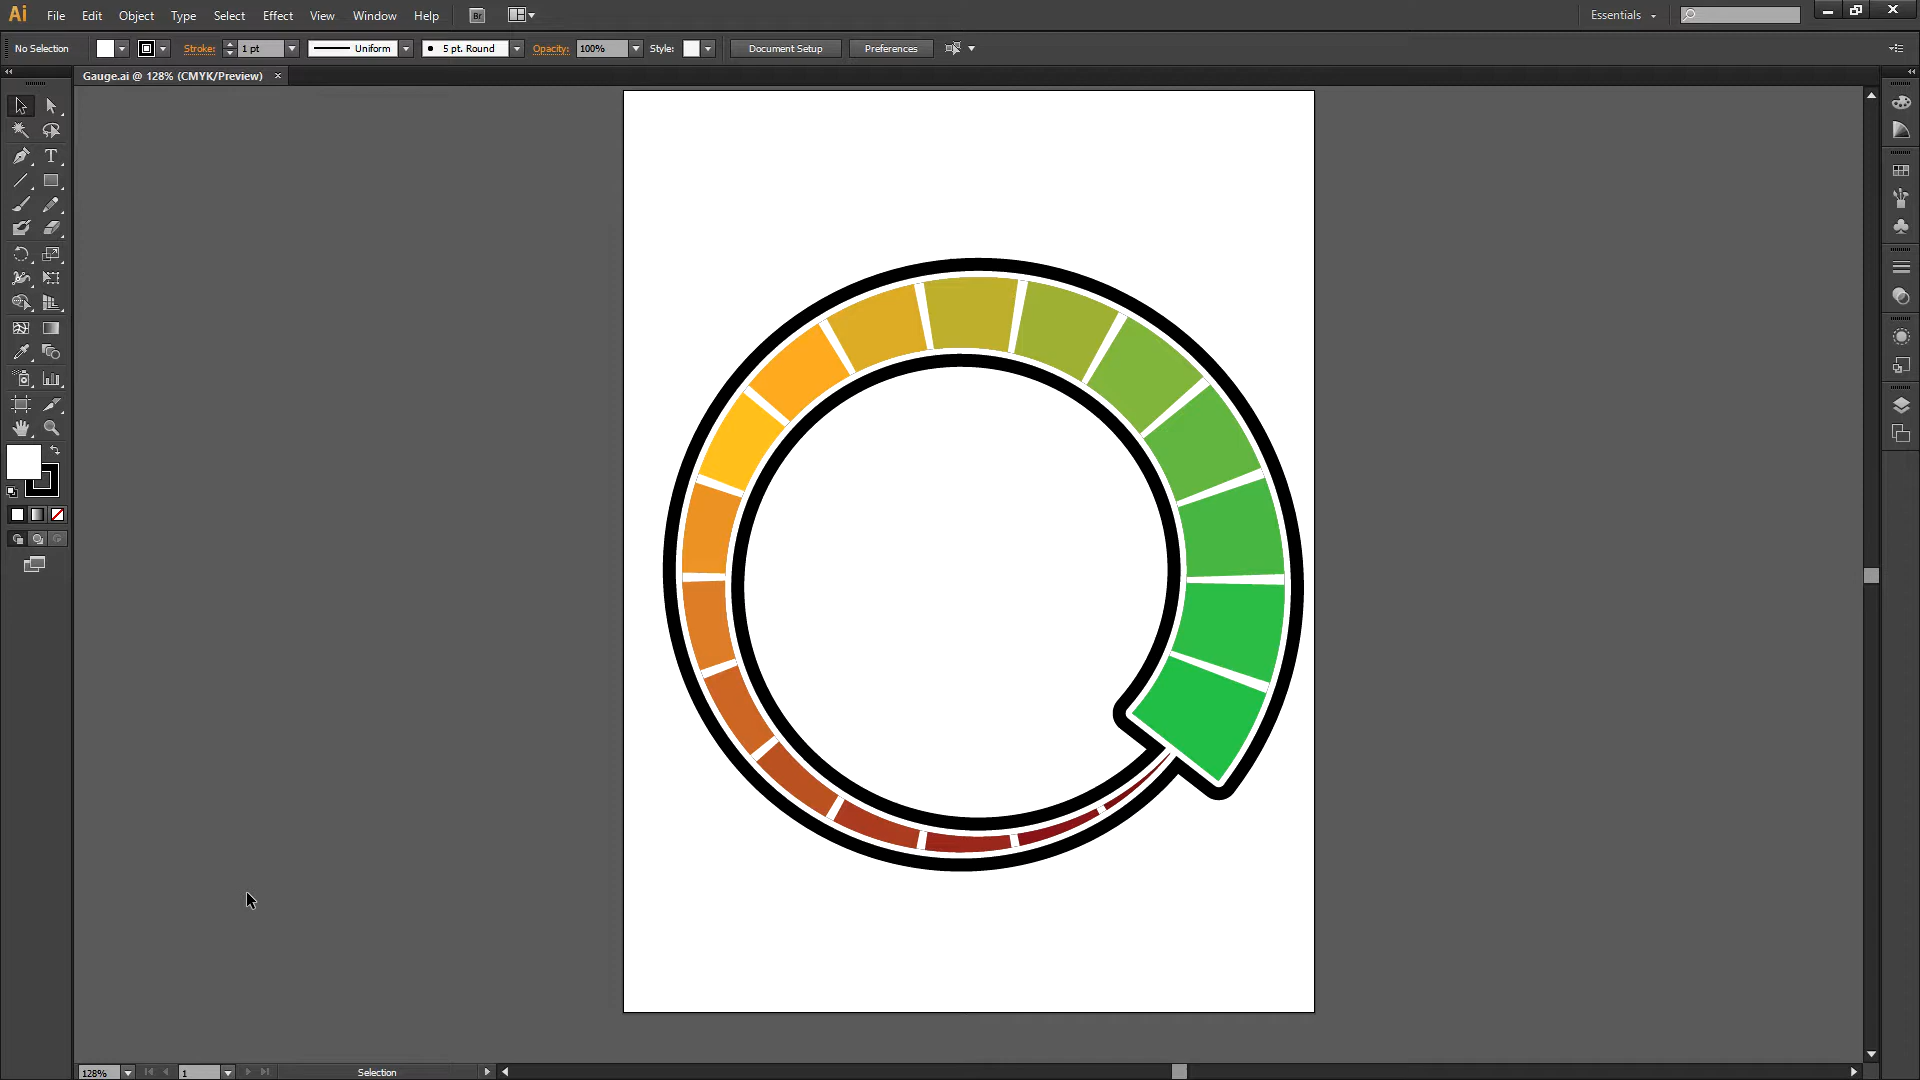 Ai File Edit Object Type Select Effect View Window Help Br Essentials
No Selection Stroke: 1 pt Uniform 5 pt. Round Opacity: 100% Style: Document Setup Preferences
Gauge.ai @ 128% (CMYK/Preview)
T
128% 1 Selection